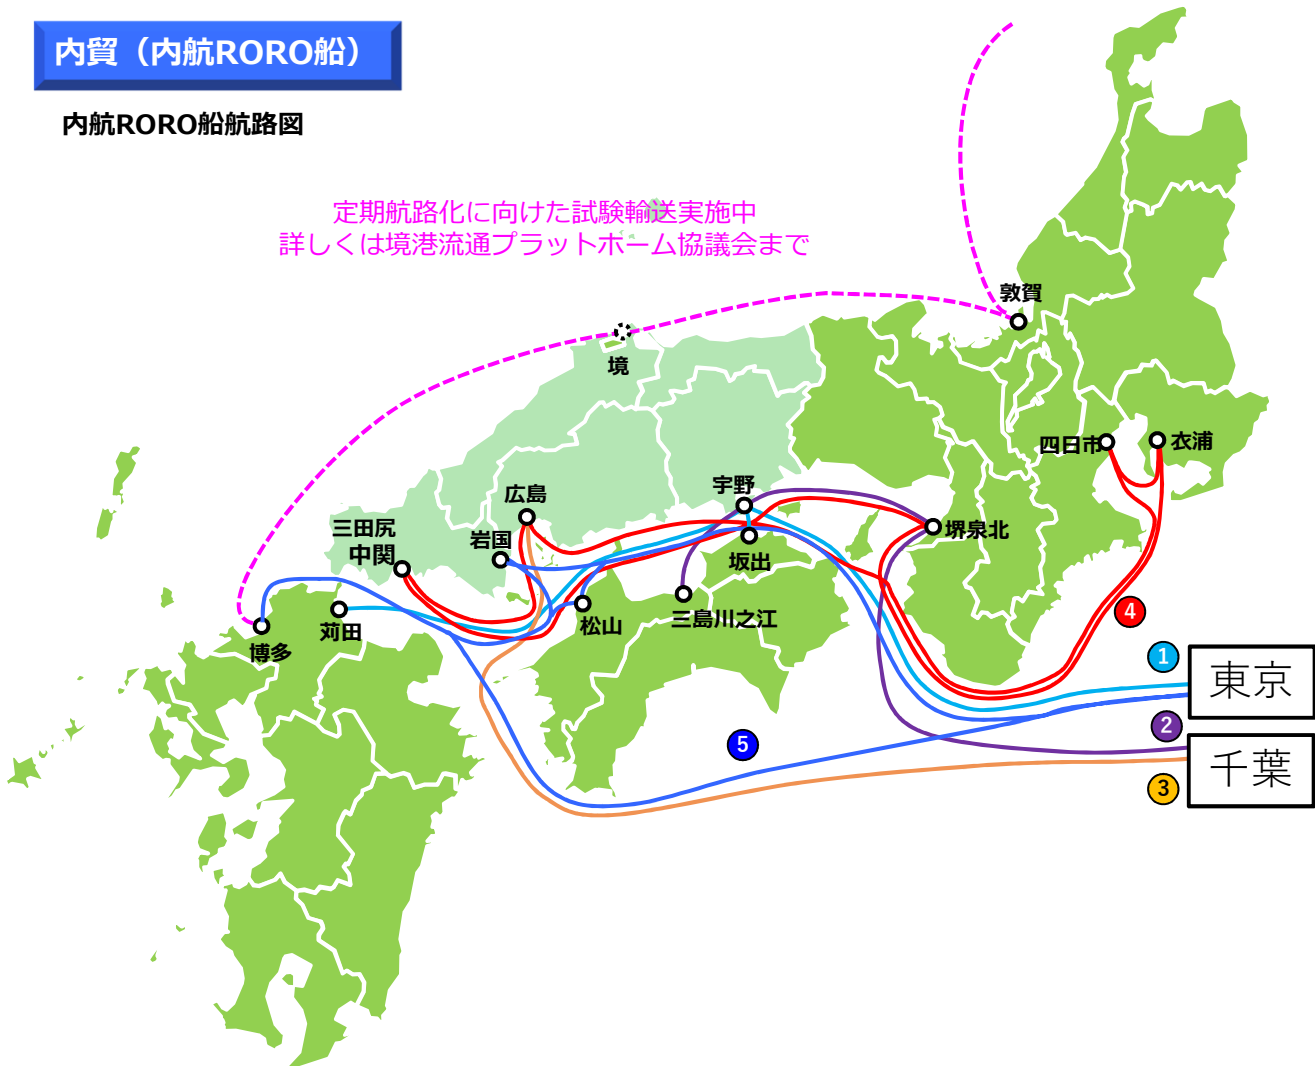 内貿（内航RORO船）
内航RORO船航路図
定期航路化に向けた試験輸送実施中
詳しくは境港流通プラットホーム協議会まで
敦賀
境
四日市
衣浦
宇野
広島
三田尻
中関
岩国
堺泉北
坂出
三島川之江
松山
苅田
博多
4
1
東京
2
5
千葉
3